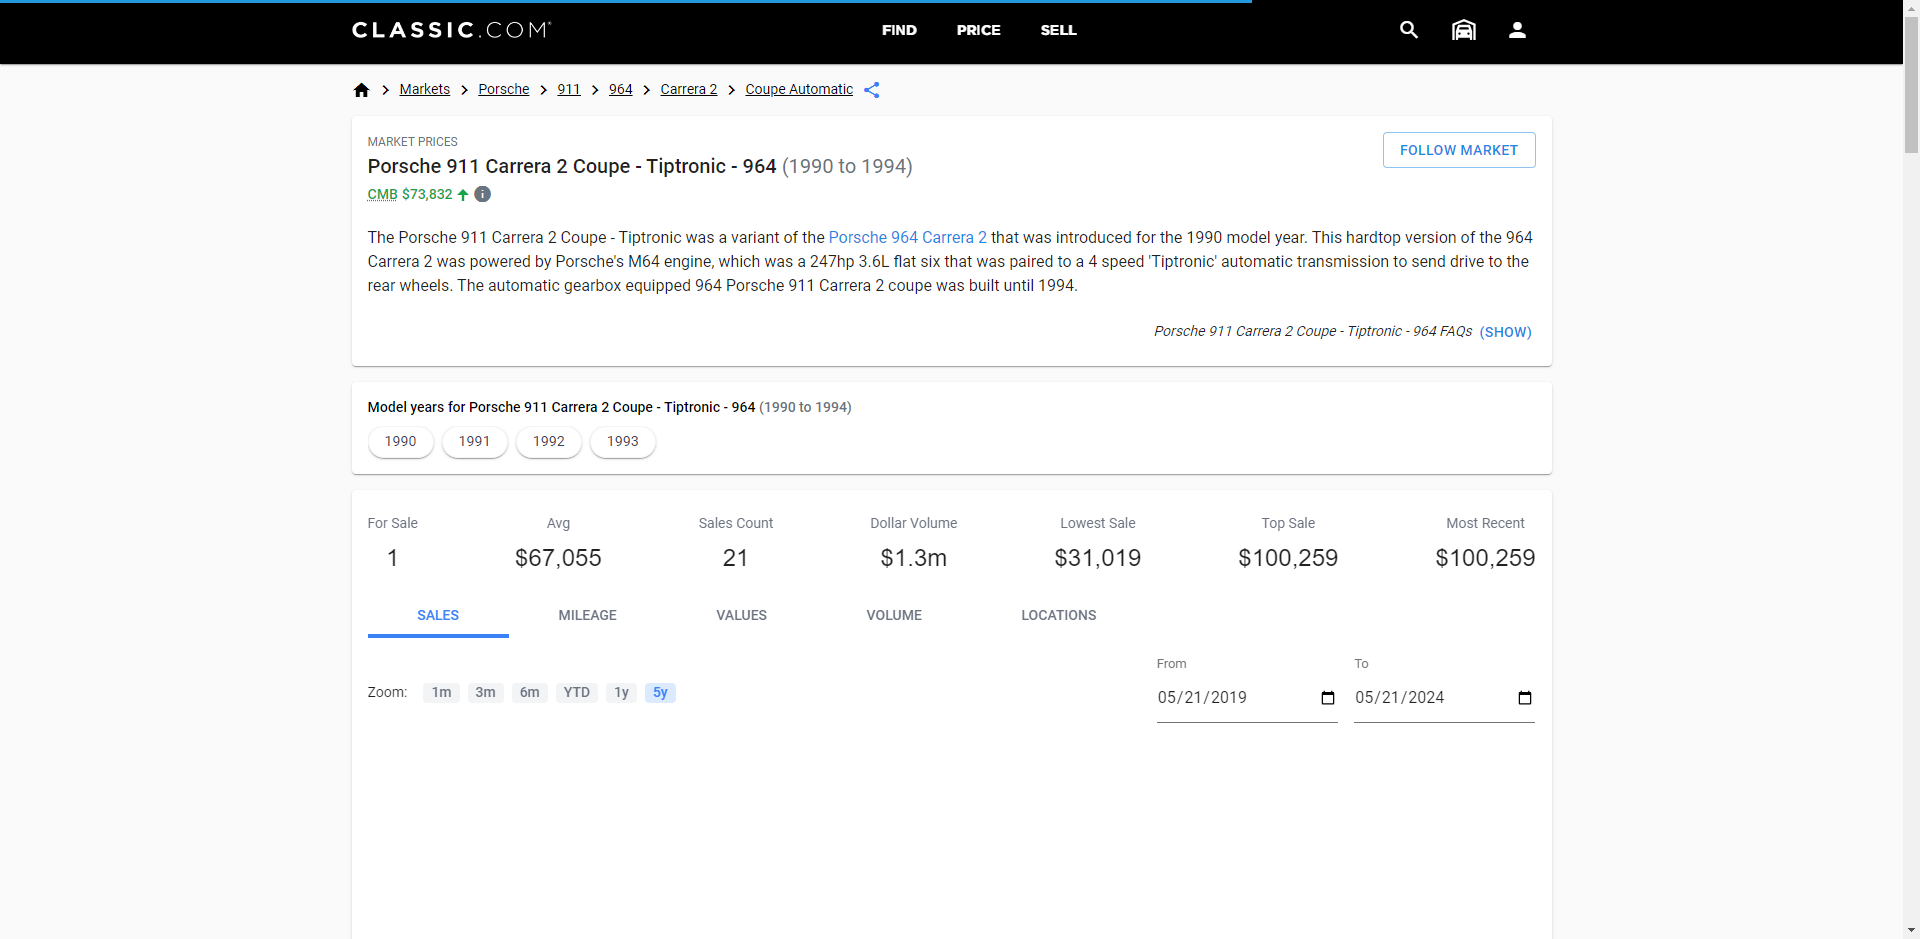 CLASSIC.COM®
FIND PRICE SELL
Markets Porsche 911 964 Carrera 2 Coupe Automatic
MARKET PRICES
FOLLOW MARKET
Porsche 911 Carrera 2 Coupe - Tiptronic - 964 (1990 to 1994)
CMB $73,832
The Porsche 911 Carrera 2 Coupe - Tiptronic was a variant of the Porsche 964 Carrera 2 that was introduced for the 1990 model year. This hardtop version of the 964
Carrera 2 was powered by Porsche's M64 engine, which was a 247hp 3.6L flat six that was paired to a 4 speed 'Tiptronic' automatic transmission to send drive to the
rear wheels. The automatic gearbox equipped 964 Porsche 911 Carrera 2 coupe was built until 1994.
Porsche 911 Carrera 2 Coupe - Tiptronic - 964 FAQs (SHOW)
Model years for Porsche 911 Carrera 2 Coupe - Tiptronic - 964 (1990 to 1994)
1990 1991 1992 1993
For Sale Avg Sales Count Dollar Volume Lowest Sale Top Sale Most Recent
1 $67,055 21 $1.3m $31,019 $100,259 $100,259
SALES MILEAGE VALUES VOLUME LOCATIONS
From To
Zoom: 1m 3m 6m YTD 1y 5y 05/21/2019 05/21/2024